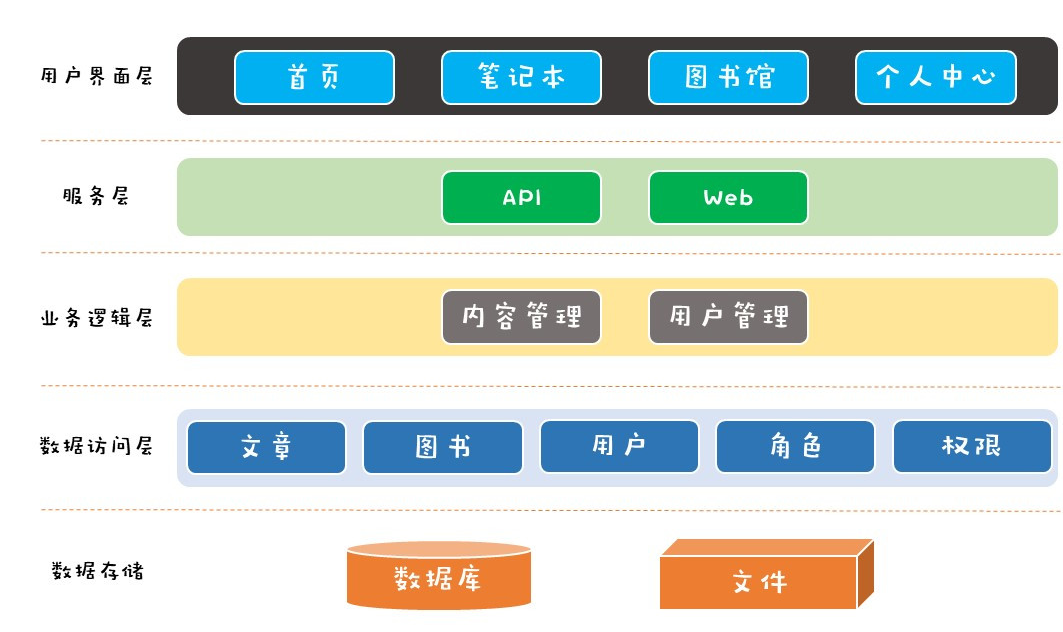 用户界面层
首页
笔记本
图书馆
个人中心
服务层
API
Web
业务逻辑层
内容管理
用户管理
数据访问层
文章
图书
用户
角色
权限
数据存储
数据库
文件